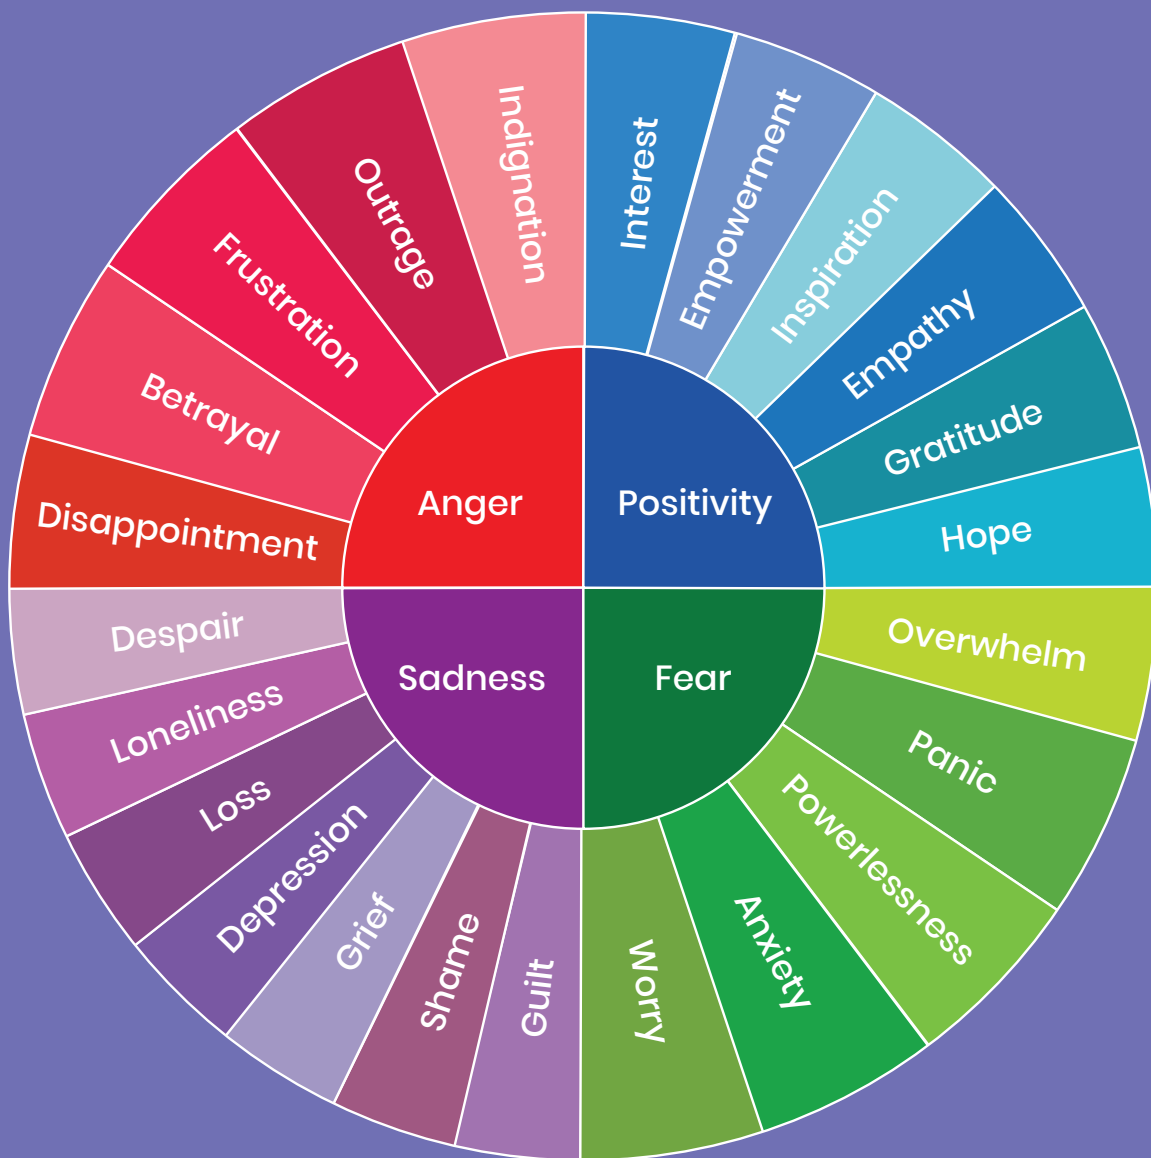 Indignation
Interest
Empowerment
Outrage
Inspiration
Frustration
Empathy
Betrayal
Gratitude
Anger
Positivity
Disappointment
Hope
Despair
Overwhelm
Sadness
Fear
Loneliness
Panic
Loss
Powerlessness
Depression
Grief
Anxiety
Shame
Guilt
Worry